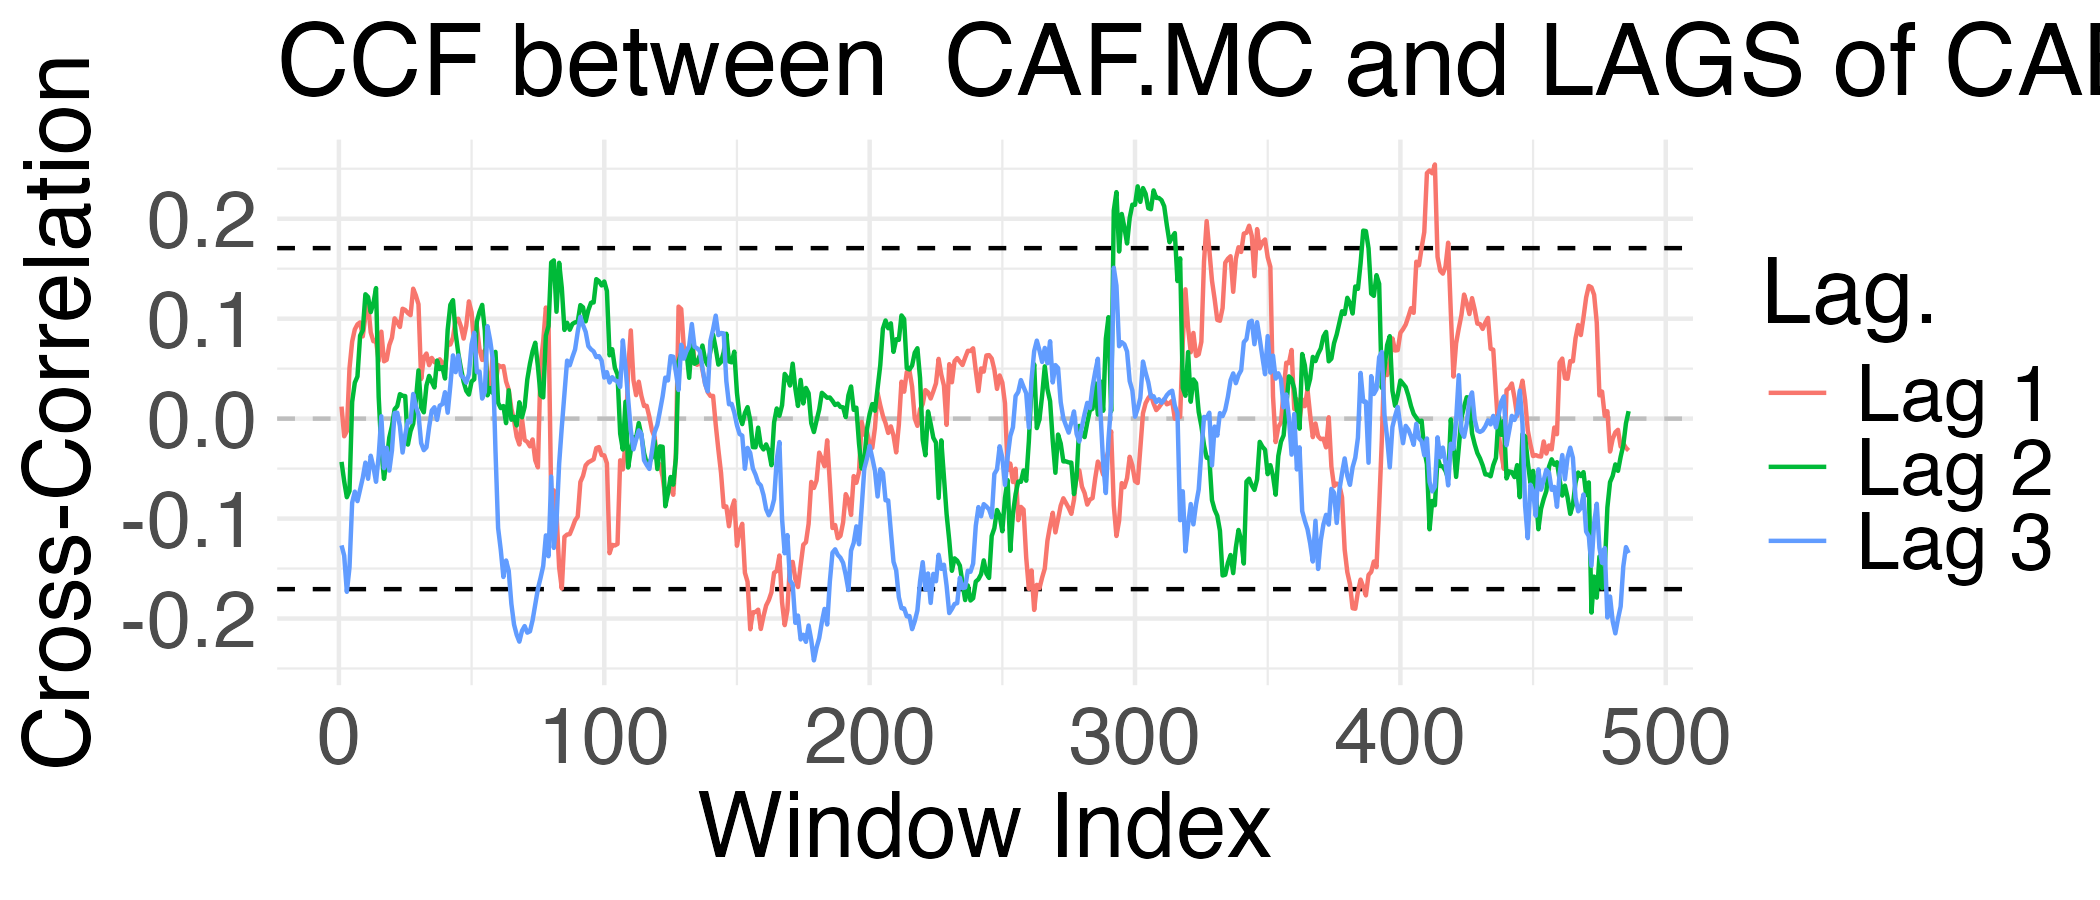 CCF between CAF.MC and LAGS of CA
Cross-Correlation
0.2
0.1
0.0
-0.1
-0.2
0 100 200 300 400 500
Window Index
Lag.
Lag 1
Lag 2
Lag 3